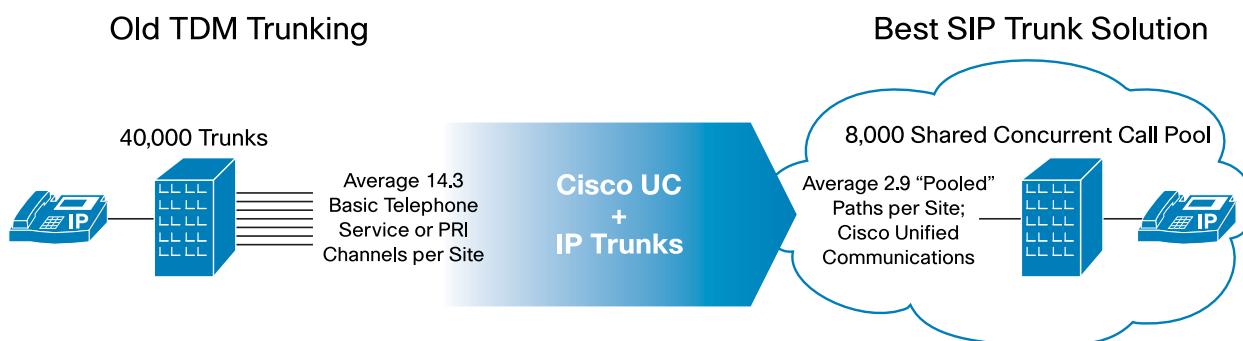 Old TDM Trunking
Best SIP Trunk Solution
40,000 Trunks
IP
Average 14.3
Basic Telephone
Service or PRI
Channels per Site
Cisco UC
+
IP Trunks
8,000 Shared Concurrent Call Pool
Average 2.9 “Pooled”
Paths per Site;
Cisco Unified
Communications
IP